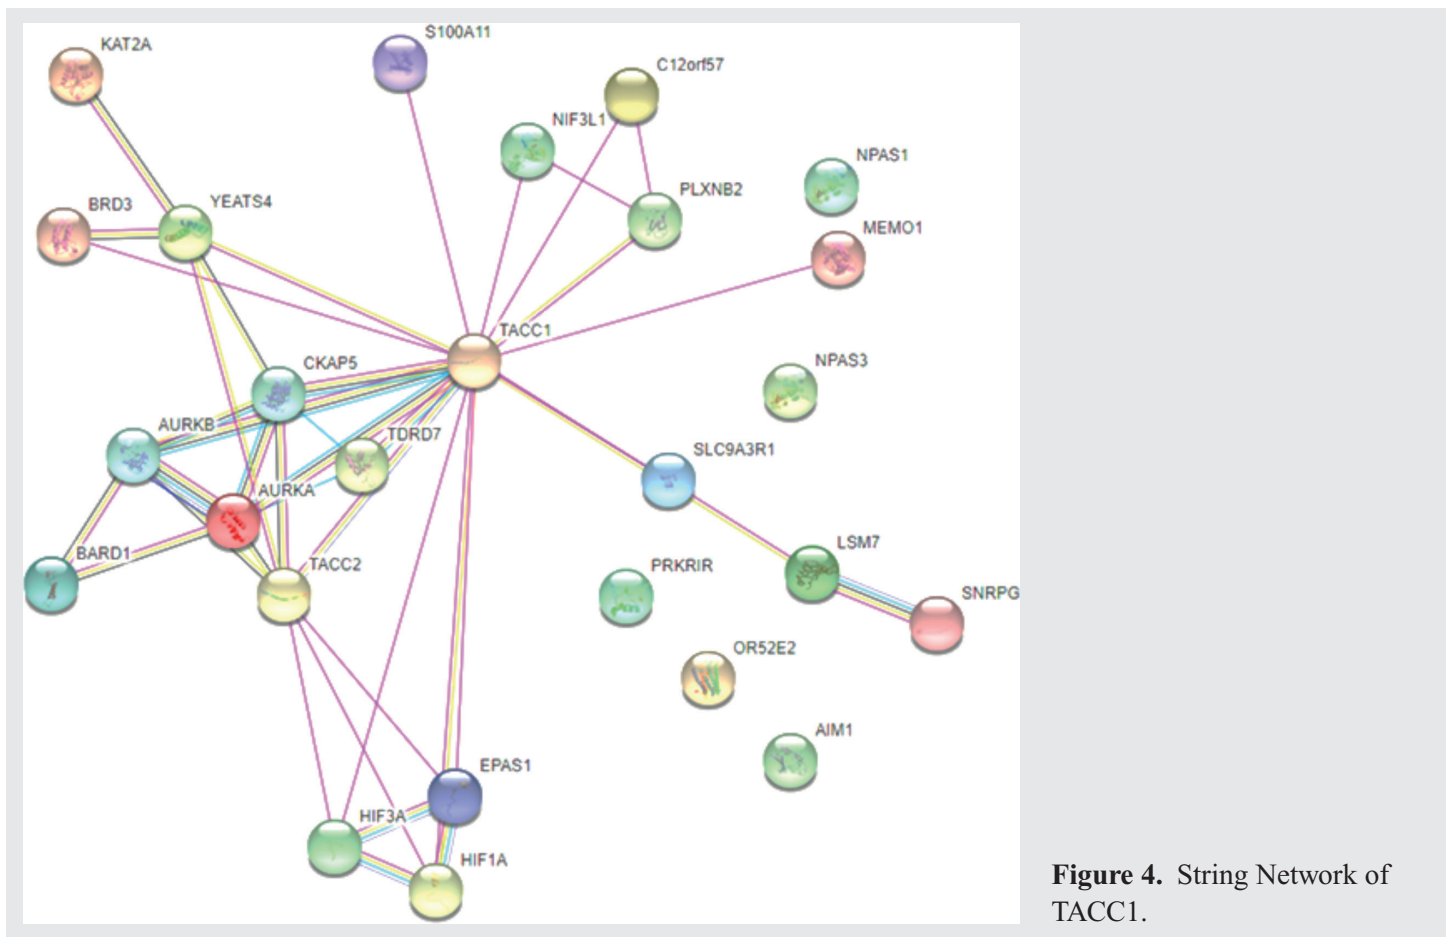 S100A11
KAT2A
C12orf57
NIF3L1
NPAS1
PLXNB2
BRD3
YEATS4
MEMO1
TACC1
CKAP5
NPAS3
AURKB
TDRD7
SLC9A3R1
AURKA
BARD1
LSM7
TACC2
PRKRIR
SNRPG
OR52E2
AIM1
EPAS1
HIF3A
HIF1A
Figure 4. String Network of
TACC1.